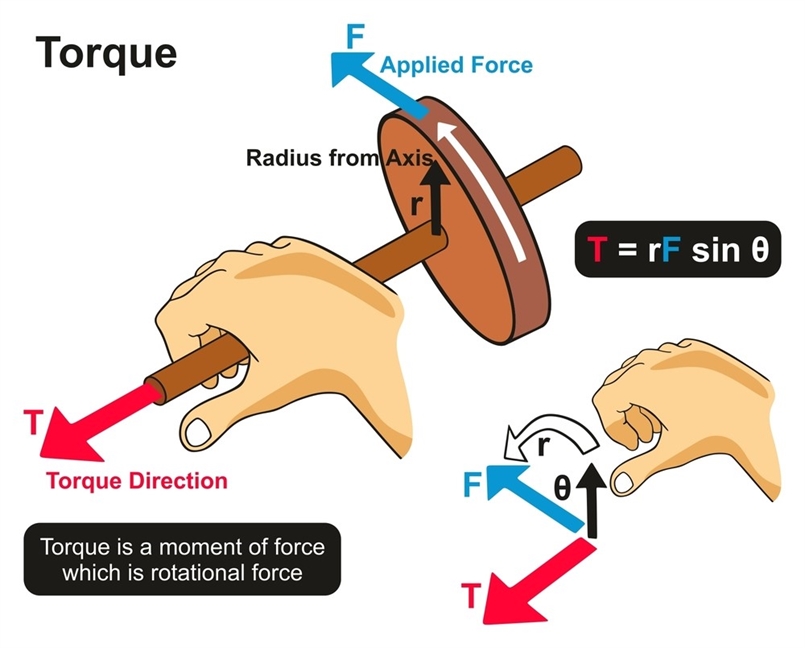 Torque
F
Applied Force
Radius from Axis
r
T = rF sin θ
T
Torque Direction
r
F
θ
Torque is a moment of force
which is rotational force
T